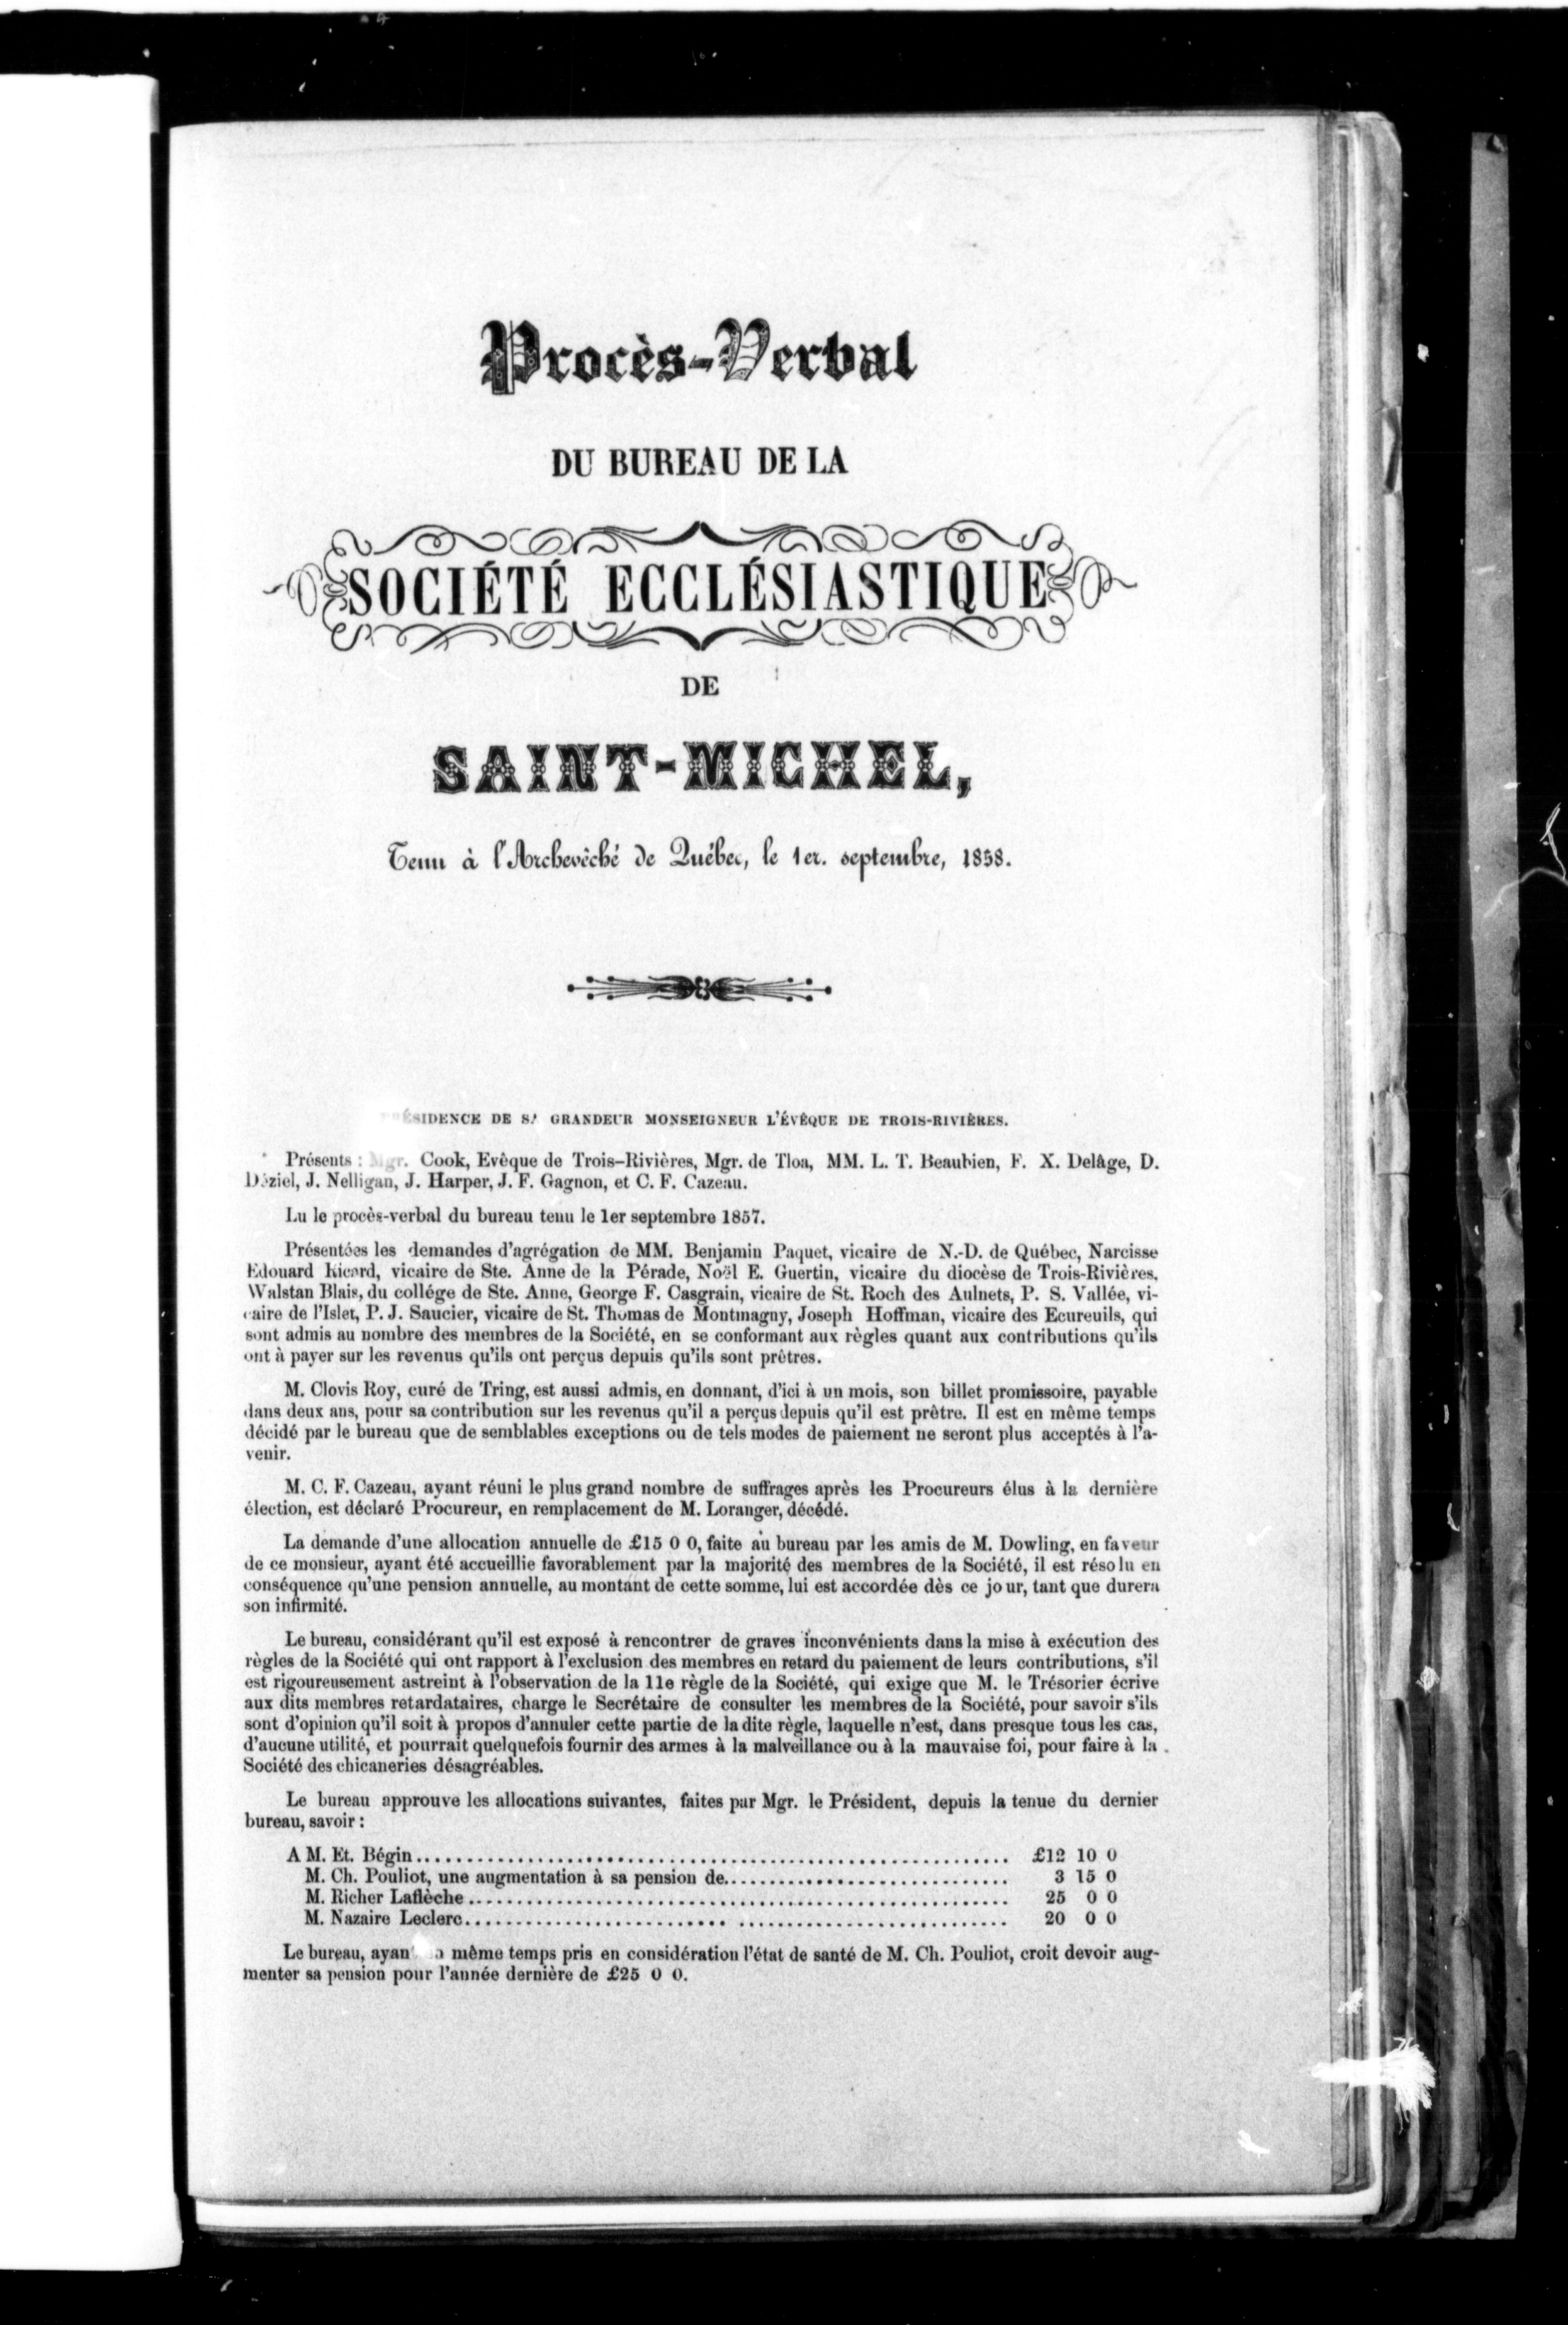 Procès-Verbal
DU BUREAU DE LA
SOCIÉTÉ ECCLÉSIASTIQUE
DE
SAINT-MICHEL,
Tenu à l'Archevêché de Québec, le 1er. septembre, 1858.
PRÉSIDENCE DE SA GRANDEUR MONSEIGNEUR L'ÉVÊQUE DE TROIS-RIVIÈRES.
Présents : Mgr. Cook, Evêque de Trois-Rivières, Mgr. de Tloa, MM. L. T. Beaubien, F. X. Delâge, D.
Déziel, J. Nelligan, J. Harper, J. F. Gagnon, et C. F. Cazeau.
Lu le procès-verbal du bureau tenu le 1er septembre 1857.
Présentées les demandes d'agrégation de MM. Benjamin Paquet, vicaire de N.-D. de Québec, Narcisse
Edouard Ricard, vicaire de Ste. Anne de la Pérade, Noël E. Guertin, vicaire du diocèse de Trois-Rivières,
Walstan Blais, du collége de Ste. Anne, George F. Casgrain, vicaire de St. Roch des Aulnets, P. S. Vallée, vi-
caire de l'Islet, P. J. Saucier, vicaire de St. Thomas de Montmagny, Joseph Hoffman, vicaire des Ecureuils, qui
sont admis au nombre des membres de la Société, en se conformant aux règles quant aux contributions qu'ils
ont à payer sur les revenus qu'ils ont perçus depuis qu'ils sont prêtres.
M. Clovis Roy, curé de Tring, est aussi admis, en donnant, d'ici à un mois, son billet promissoire, payable
dans deux ans, pour sa contribution sur les revenus qu'il a perçus depuis qu'il est prêtre. Il est en même temps
décidé par le bureau que de semblables exceptions ou de tels modes de paiement ne seront plus acceptés à l'a-
venir.
M. C. F. Cazeau, ayant réuni le plus grand nombre de suffrages après les Procureurs élus à la dernière
élection, est déclaré Procureur, en remplacement de M. Loranger, décédé.
La demande d'une allocation annuelle de £15 0 0, faite au bureau par les amis de M. Dowling, en faveur
de ce monsieur, ayant été accueillie favorablement par la majorité des membres de la Société, il est résolu en
conséquence qu'une pension annuelle, au montant de cette somme, lui est accordée dès ce jour, tant que durera
son infirmité.
Le bureau, considérant qu'il est exposé à rencontrer de graves inconvénients dans la mise à exécution des
règles de la Société qui ont rapport à l'exclusion des membres en retard du paiement de leurs contributions, s'il
est rigoureusement astreint à l'observation de la 11e règle de la Société, qui exige que M. le Trésorier écrive
aux dits membres retardataires, charge le Secrétaire de consulter les membres de la Société, pour savoir s'ils
sont d'opinion qu'il soit à propos d'annuler cette partie de la dite règle, laquelle n'est, dans presque tous les cas,
d'aucune utilité, et pourrait quelquefois fournir des armes à la malveillance ou à la mauvaise foi, pour faire à la
Société des chicaneries désagréables.
Le bureau approuve les allocations suivantes, faites par Mgr. le Président, depuis la tenue du dernier
bureau, savoir :
A M. Et. Bégin........ £12 10 0
M. Ch. Pouliot, une augmentation à sa pension de........ 3 15 0
M. Richer Laflèche........ 25 0 0
M. Nazaire Leclerc........ 20 0 0
Le bureau, ayant même temps pris en considération l'état de santé de M. Ch. Pouliot, croit devoir aug-
menter sa pension pour l'année dernière de £25 0 0.